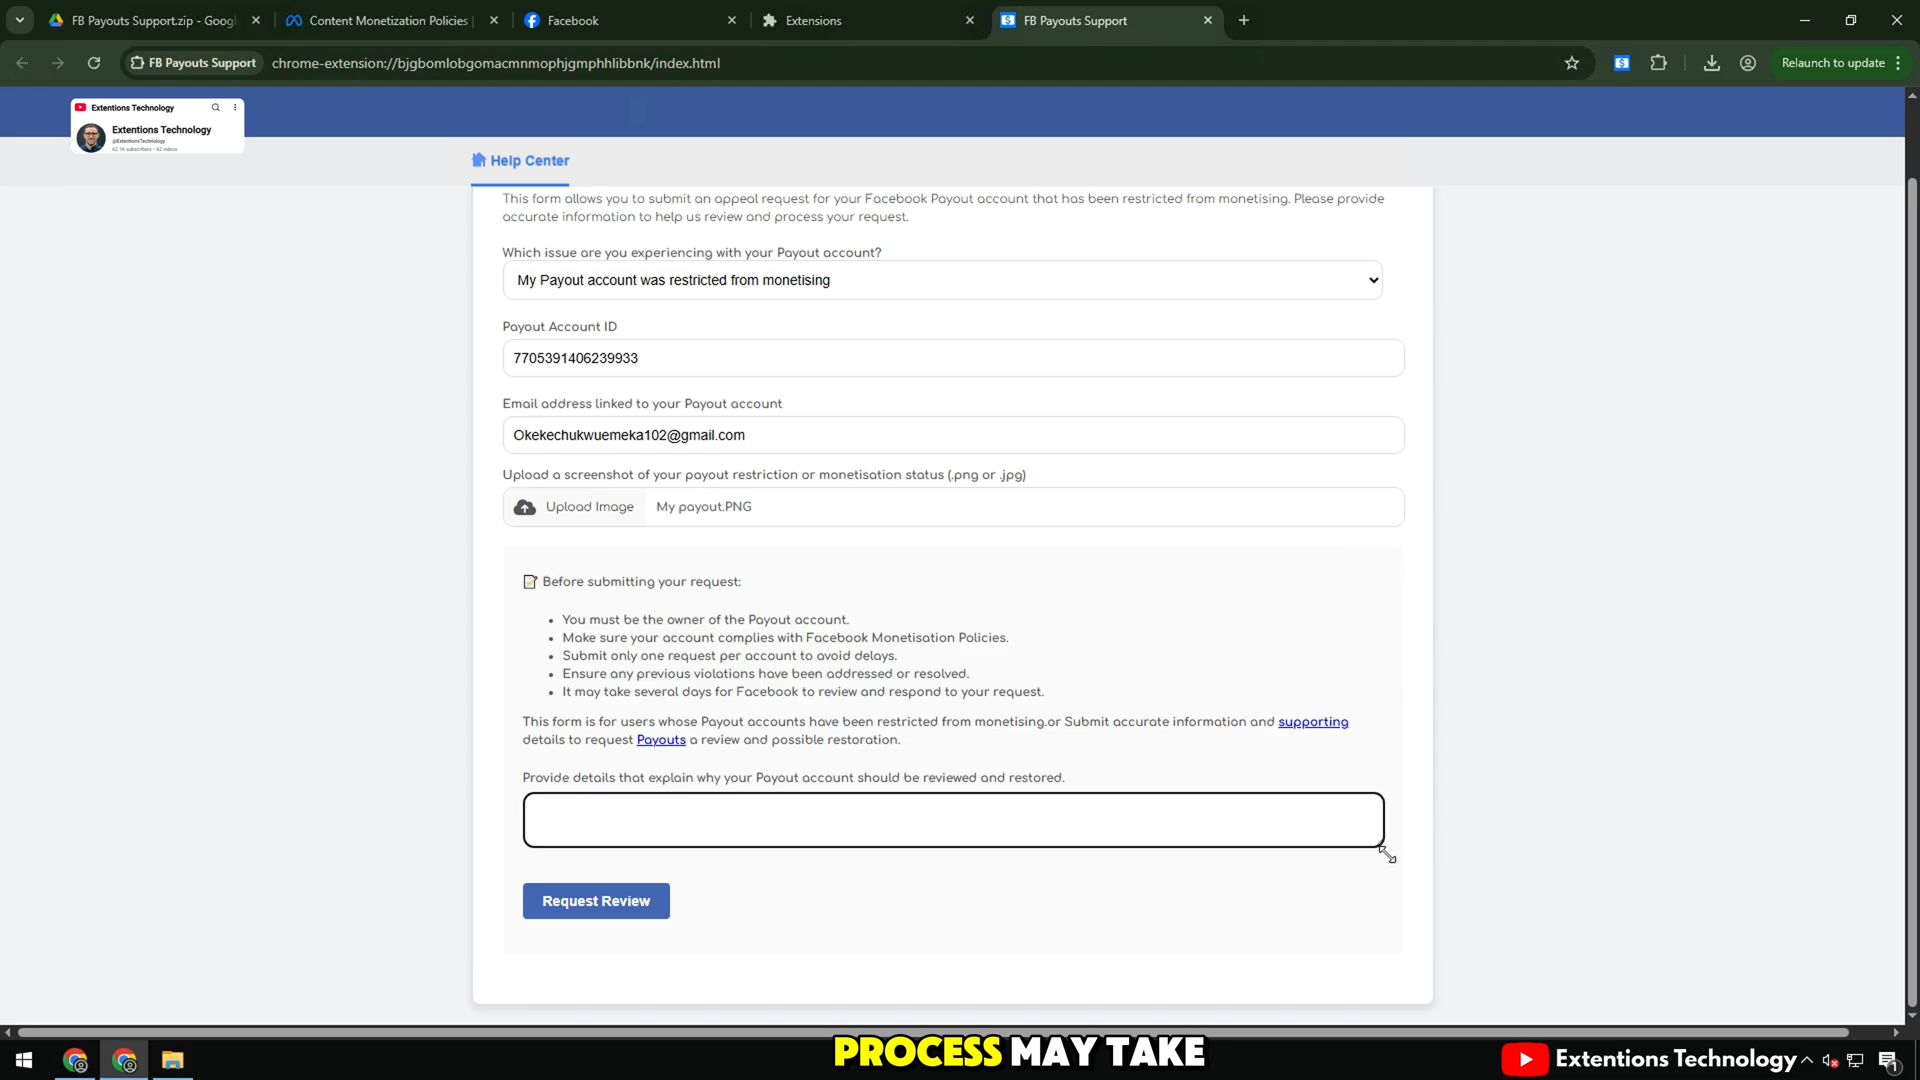 FB Payouts Support.zip - Googl
Content Monetization Policies
Facebook
Extensions
FB Payouts Support
FB Payouts Support
chrome-extension://bjgbomlobgomacmnmophjgmphhlibbnk/index.html
Relaunch to update
Extentions Technology
Extentions Technology
@ExtentionsTechnology
62.1K subscribers • 62 videos
Help Center
This form allows you to submit an appeal request for your Facebook Payout account that has been restricted from monetising. Please provide
accurate information to help us review and process your request.
Which issue are you experiencing with your Payout account?
My Payout account was restricted from monetising
Payout Account ID
7705391406239933
Email address linked to your Payout account
Okekechukwuemeka102@gmail.com
Upload a screenshot of your payout restriction or monetisation status (.png or .jpg)
Upload Image My payout.PNG
Before submitting your request:
• You must be the owner of the Payout account.
• Make sure your account complies with Facebook Monetisation Policies.
• Submit only one request per account to avoid delays.
• Ensure any previous violations have been addressed or resolved.
• It may take several days for Facebook to review and respond to your request.
This form is for users whose Payout accounts have been restricted from monetising.or Submit accurate information and supporting
details to request Payouts a review and possible restoration.
Provide details that explain why your Payout account should be reviewed and restored.
Request Review
PROCESS MAY TAKE
Extentions Technology
1